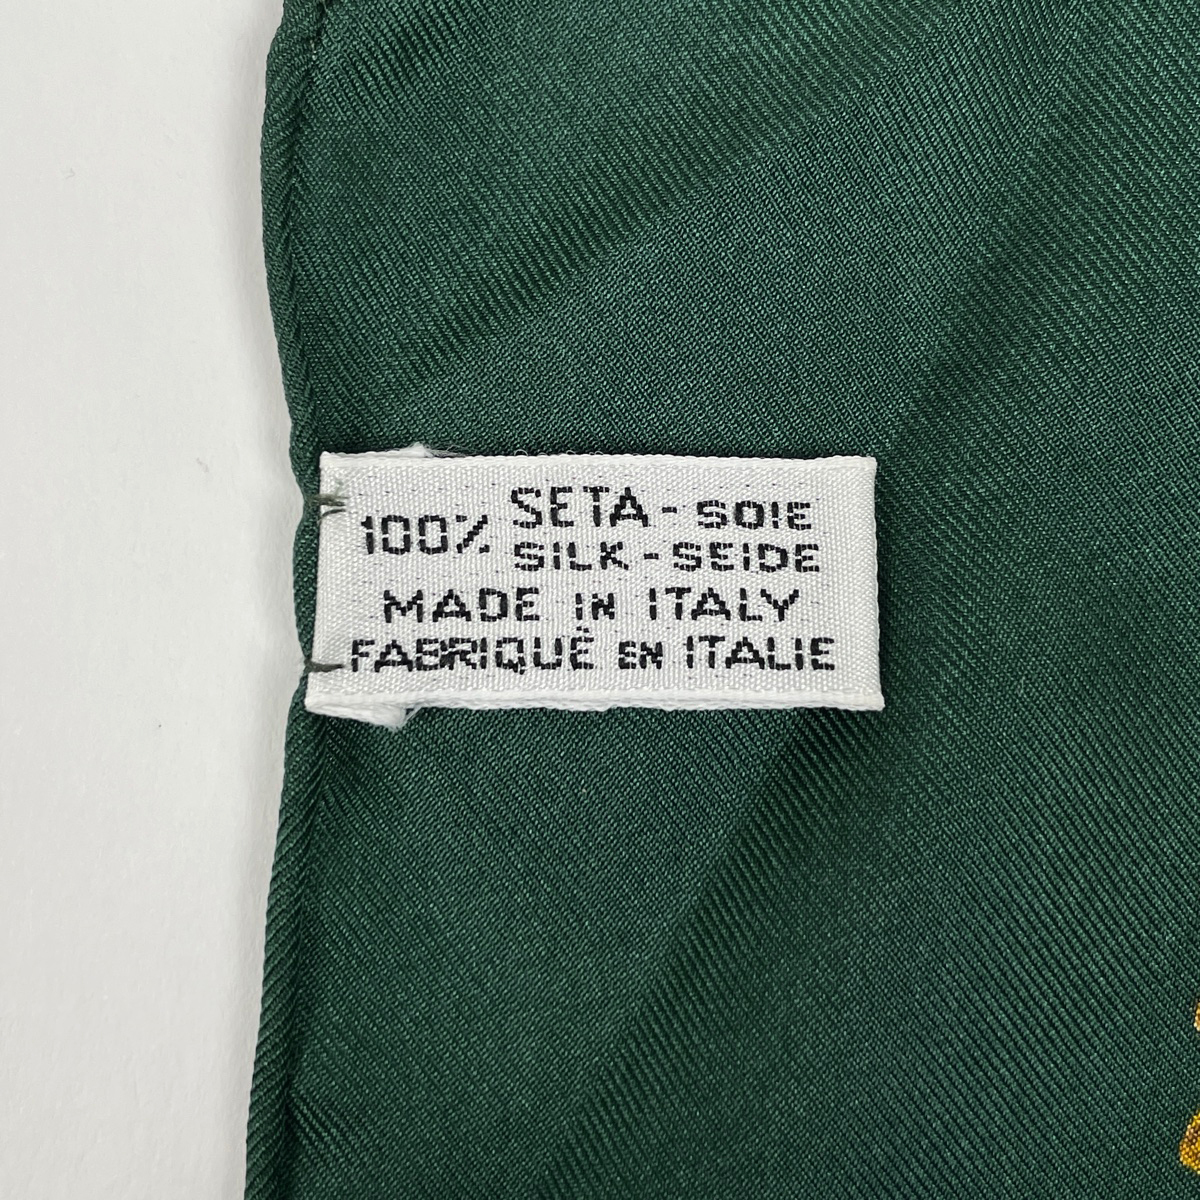 100% SETA - SOIE
SILK - SEIDE
MADE IN ITALY
FABRIQUÈ EN ITALIE